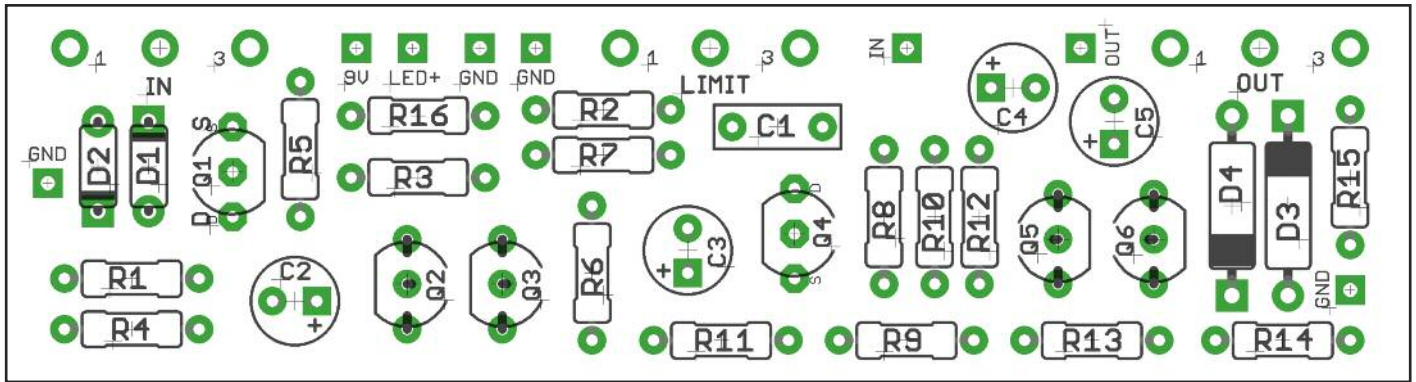 1 3 9V LED+ GND GND 1 3 IN OUT 1 3
IN LIMIT OUT
R16 R2 C4 C5
GND D2 D1 S S Q1 R5 R3 R7 C1 D4 D3 R15
D D
R6 C3 D Q4 S R8 R10 R12 Q5 Q6 GND
R1 C2 Q2 Q3
R4 R11 R9 R13 R14
+ + + +